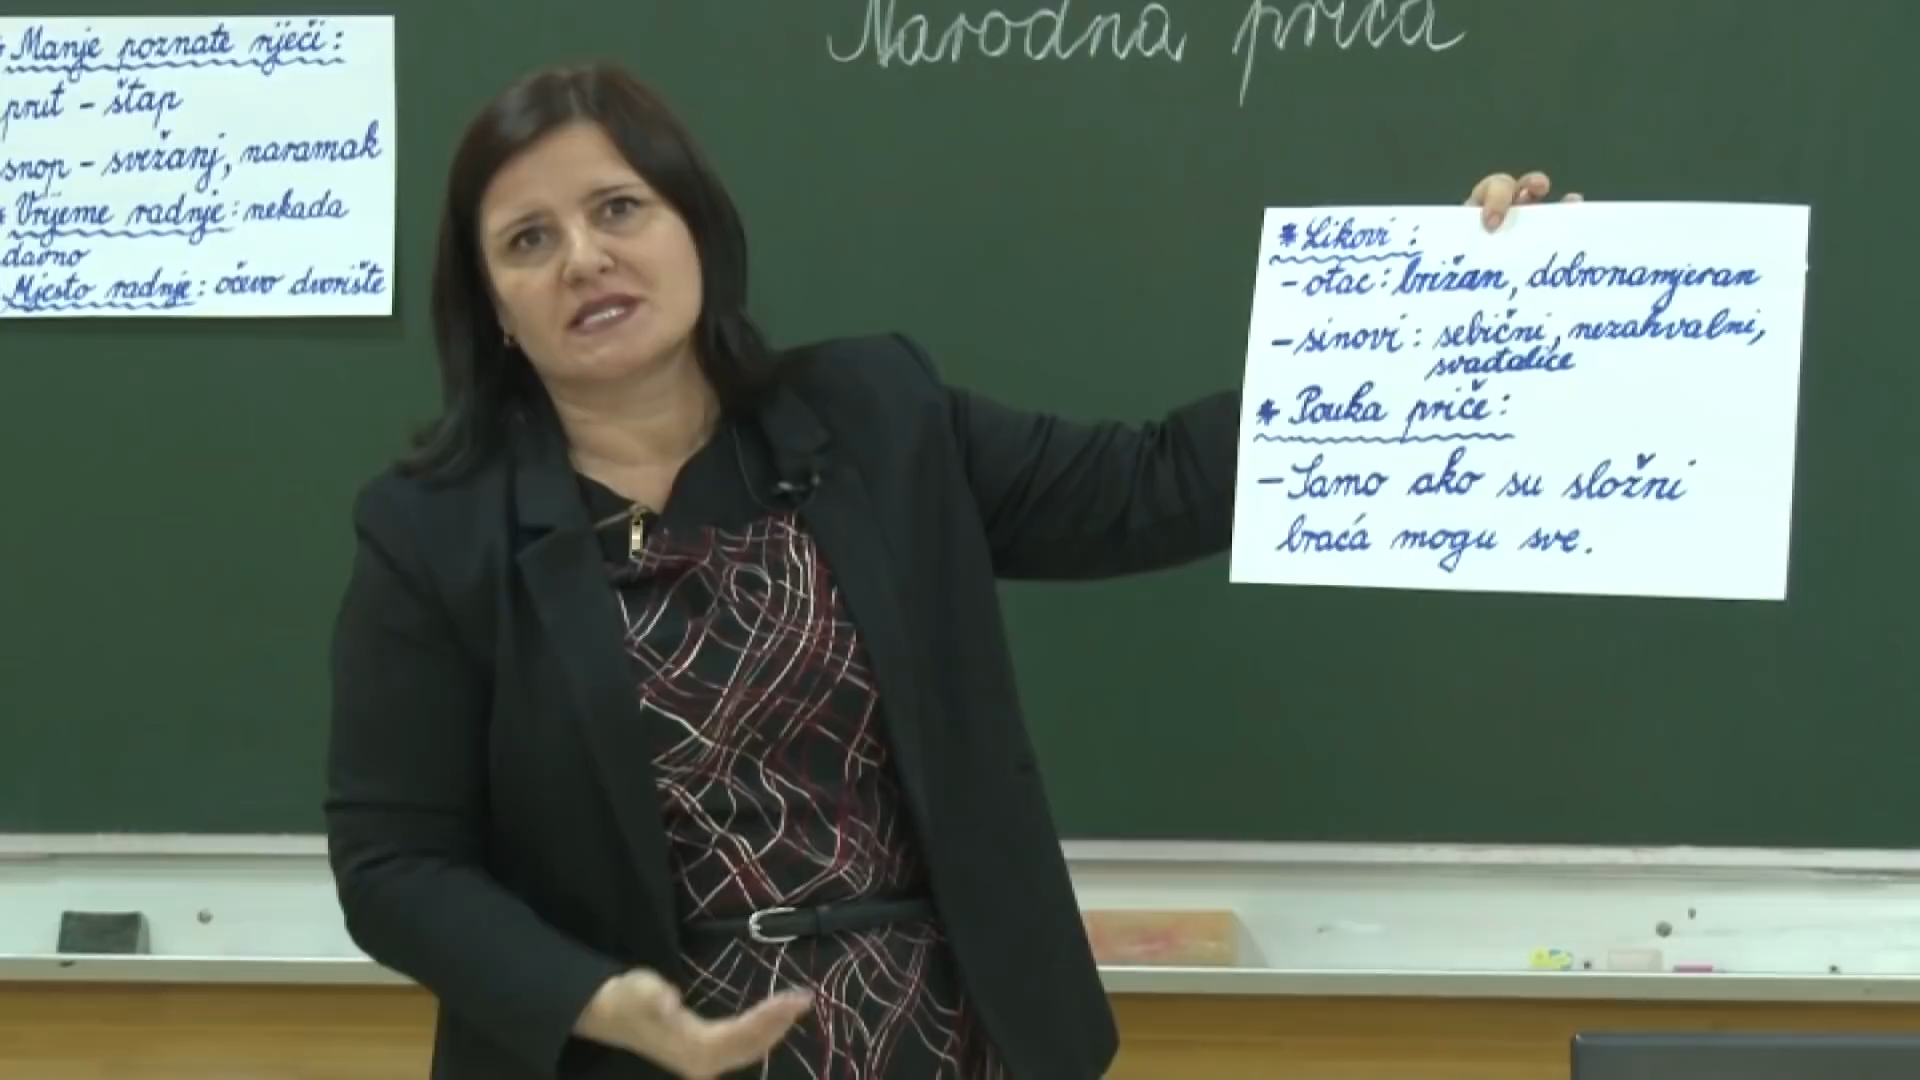 Narodna priča
* Manje poznate riječi:
prut - štap
snop - svežanj, naramak
* Vrijeme radnje: nekada
davno
Mjesto radnje: očevo dvorište
* Likovi:
- otac: brižan, dobronamjeran
- sinovi: sebični, nezahvalni,
svađalice
* Pouka priče:
- Samo ako su složni
braća mogu sve.